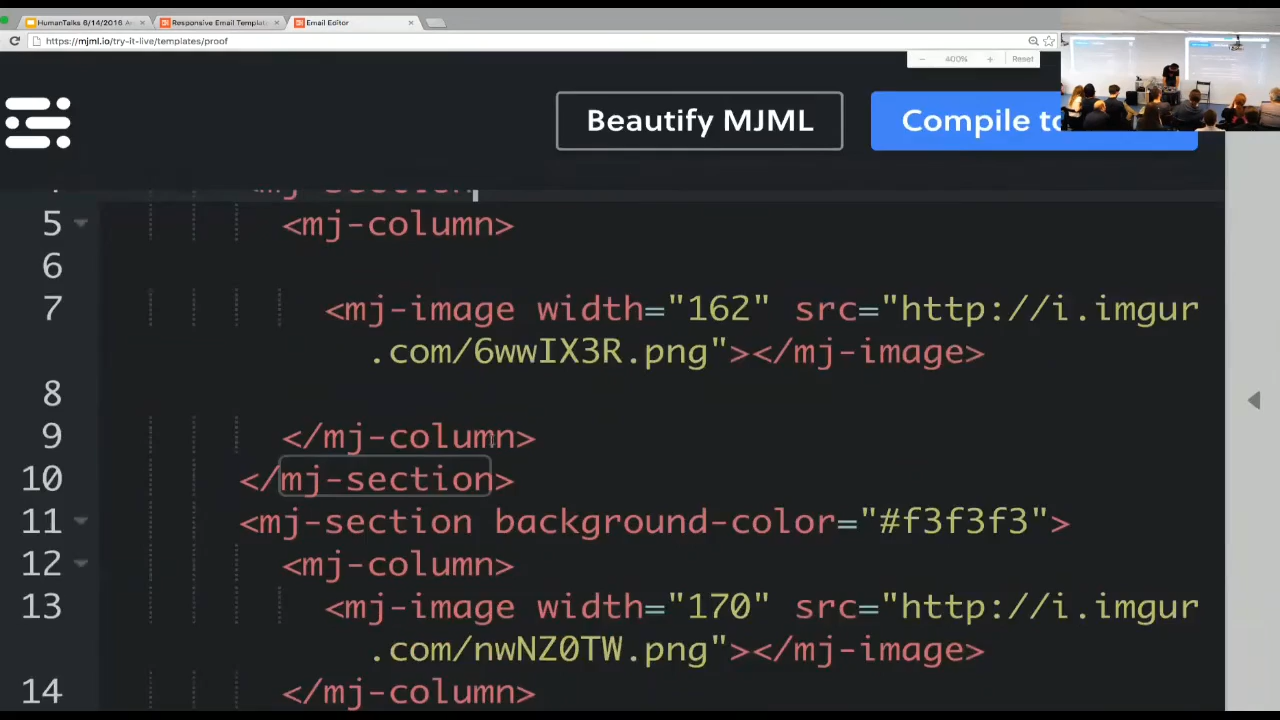 HumanTalks 6/14/2016 A
Responsive Email Templat
Email Editor
https://mjml.io/try-it-live/templates/proof
400%
Reset
Beautify MJML
Compile to
<mj-section
5 <mj-column>
6
7 <mj-image width="162" src="http://i.imgur
.com/6wwIX3R.png"></mj-image>
8
9 </mj-column>
10 </mj-section>
11 <mj-section background-color="#f3f3f3">
12 <mj-column>
13 <mj-image width="170" src="http://i.imgur
.com/nwNZ0TW.png"></mj-image>
14 </mj-column>